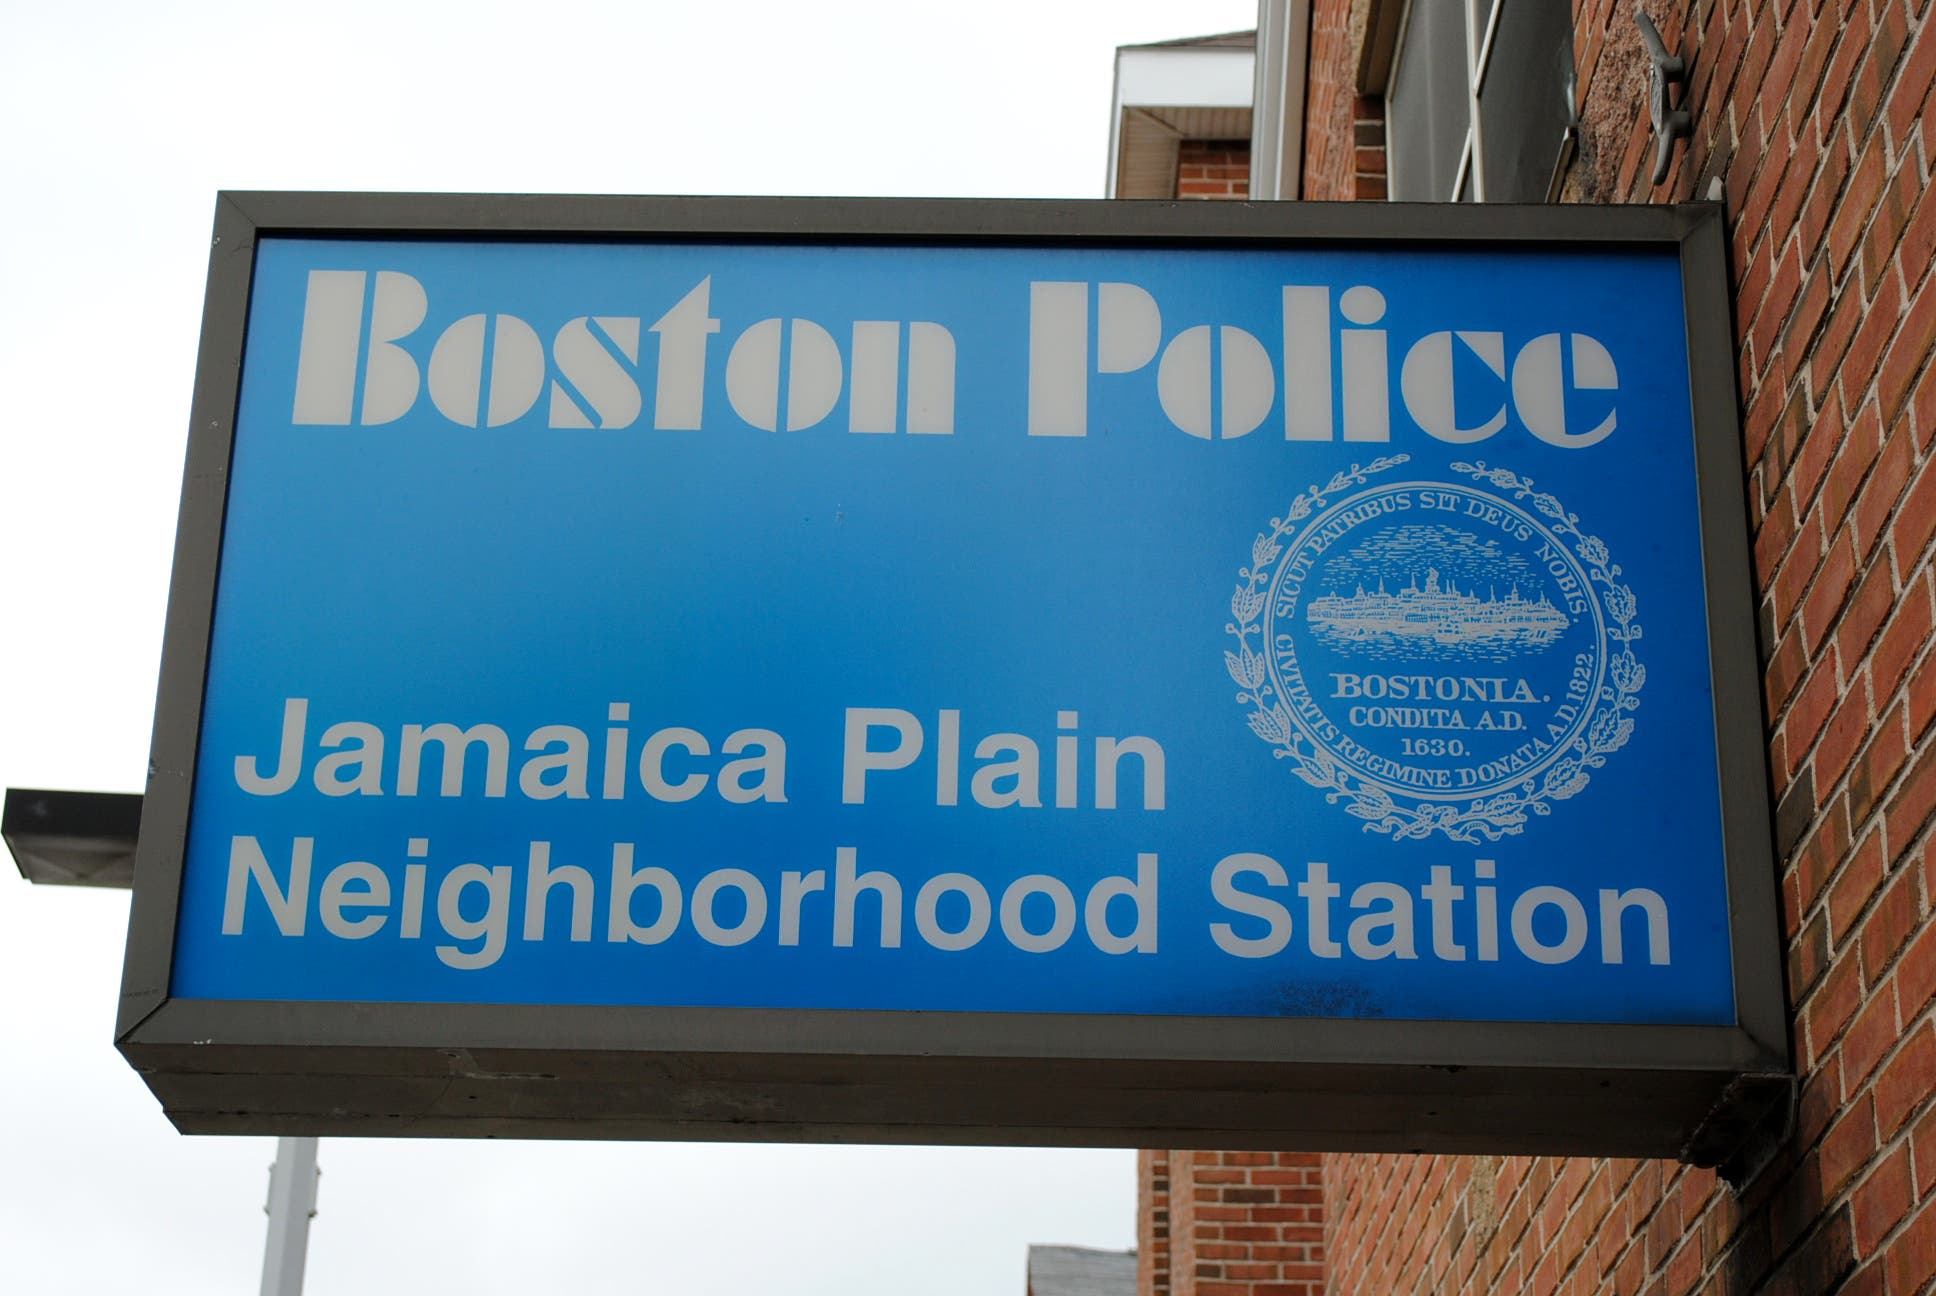 Boston Police
SICUT PATRIBUS SIT DEUS NOBIS.
BOSTONIA.
CONDITA A.D.
1630.
CIVITATIS REGIMINE DONATA A.D. 1822.
Jamaica Plain
Neighborhood Station